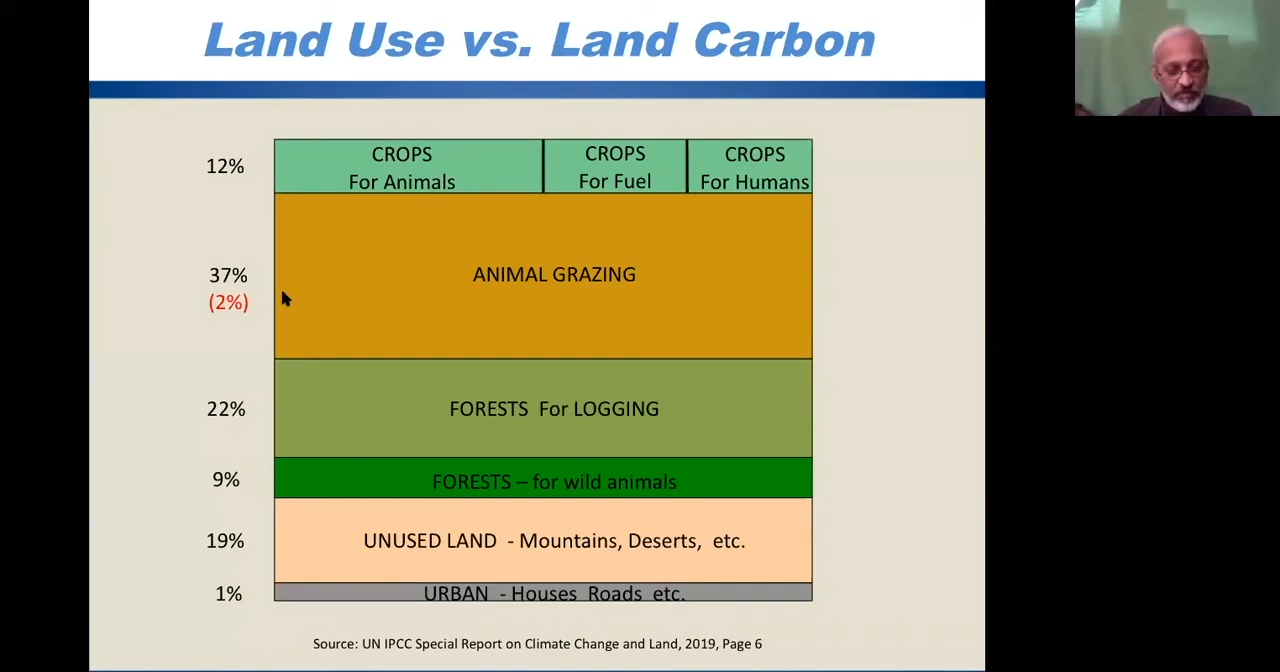 Land Use vs. Land Carbon
12%
CROPS
For Animals
CROPS
For Fuel
CROPS
For Humans
37%
(2%)
ANIMAL GRAZING
22%
FORESTS For LOGGING
9%
FORESTS – for wild animals
19%
UNUSED LAND - Mountains, Deserts, etc.
1%
URBAN - Houses Roads etc.
Source: UN IPCC Special Report on Climate Change and Land, 2019, Page 6